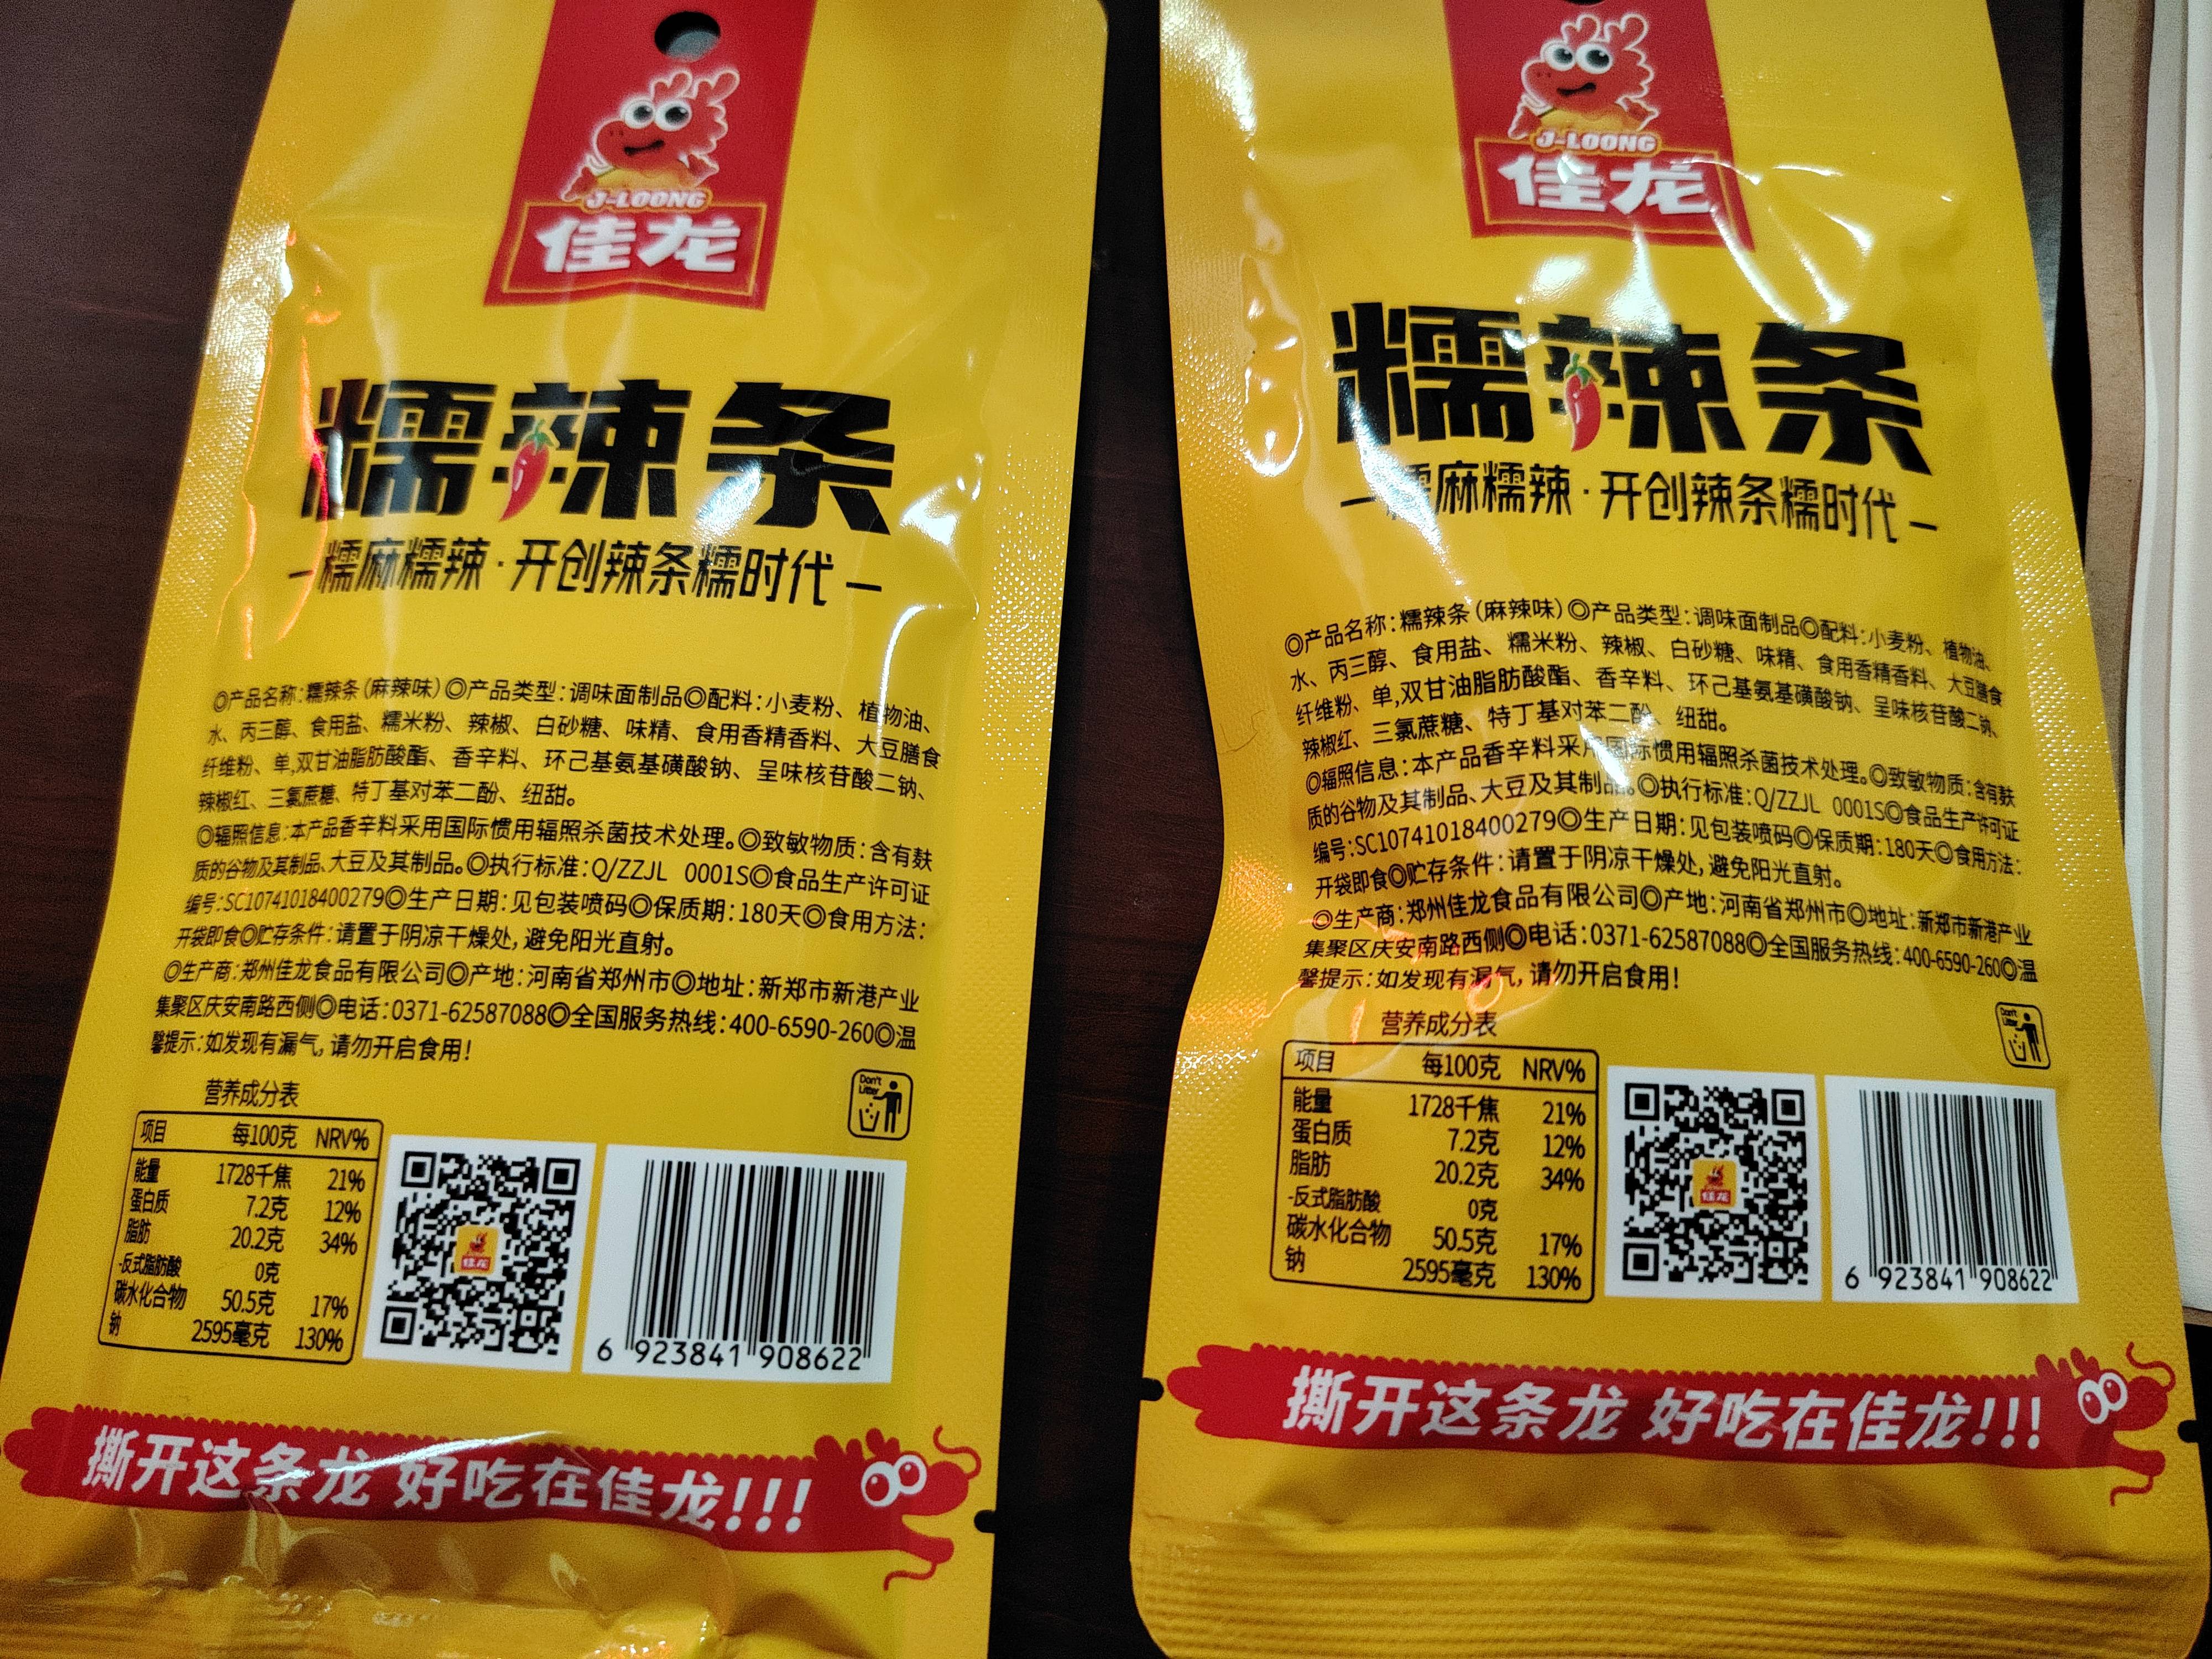 J-LOONG
佳龙
糯辣条
糯麻糯辣·开创辣条糯时代
◎产品名称:糯辣条(麻辣味)◎产品类型:调味面制品◎配料:小麦粉、植物油、
水、丙三醇、食用盐、糯米粉、辣椒、白砂糖、味精、食用香精香料、大豆膳食
纤维粉、单,双甘油脂肪酸酯、香辛料、环己基氨基磺酸钠、呈味核苷酸二钠、
辣椒红、三氯蔗糖、特丁基对苯二酚、纽甜。
◎辐照信息:本产品香辛料采用国际惯用辐照杀菌技术处理。◎致敏物质:含有麸
质的谷物及其制品、大豆及其制品。◎执行标准:Q/ZZJL 0001S◎食品生产许可证
编号:SC10741018400279◎生产日期:见包装喷码◎保质期:180天◎食用方法:
开袋即食◎贮存条件:请置于阴凉干燥处,避免阳光直射。
◎生产商:郑州佳龙食品有限公司◎产地:河南省郑州市◎地址:新郑市新港产业
集聚区庆安南路西侧◎电话:0371-62587088◎全国服务热线:400-6590-260◎温
馨提示:如发现有漏气,请勿开启食用!
Don't
Litter
营养成分表
项目 每100克 NRV%
能量 1728千焦 21%
蛋白质 7.2克 12%
脂肪 20.2克 34%
-反式脂肪酸 0克
碳水化合物 50.5克 17%
钠 2595毫克 130%
佳龙
6 923841 908622
撕开这条龙 好吃在佳龙!!!
J-LOONG
佳龙
糯辣条
糯麻糯辣·开创辣条糯时代
◎产品名称:糯辣条(麻辣味)◎产品类型:调味面制品◎配料:小麦粉、植物油、
水、丙三醇、食用盐、糯米粉、辣椒、白砂糖、味精、食用香精香料、大豆膳食
纤维粉、单,双甘油脂肪酸酯、香辛料、环己基氨基磺酸钠、呈味核苷酸二钠、
辣椒红、三氯蔗糖、特丁基对苯二酚、纽甜。
◎辐照信息:本产品香辛料采用国际惯用辐照杀菌技术处理。◎致敏物质:含有麸
质的谷物及其制品、大豆及其制品。◎执行标准:Q/ZZJL 0001S◎食品生产许可证
编号:SC10741018400279◎生产日期:见包装喷码◎保质期:180天◎食用方法:
开袋即食◎贮存条件:请置于阴凉干燥处,避免阳光直射。
◎生产商:郑州佳龙食品有限公司◎产地:河南省郑州市◎地址:新郑市新港产业
集聚区庆安南路西侧◎电话:0371-62587088◎全国服务热线:400-6590-260◎温
馨提示:如发现有漏气,请勿开启食用!
Don't
Litter
营养成分表
项目 每100克 NRV%
能量 1728千焦 21%
蛋白质 7.2克 12%
脂肪 20.2克 34%
-反式脂肪酸 0克
碳水化合物 50.5克 17%
钠 2595毫克 130%
佳龙
6 923841 908622
撕开这条龙 好吃在佳龙!!!